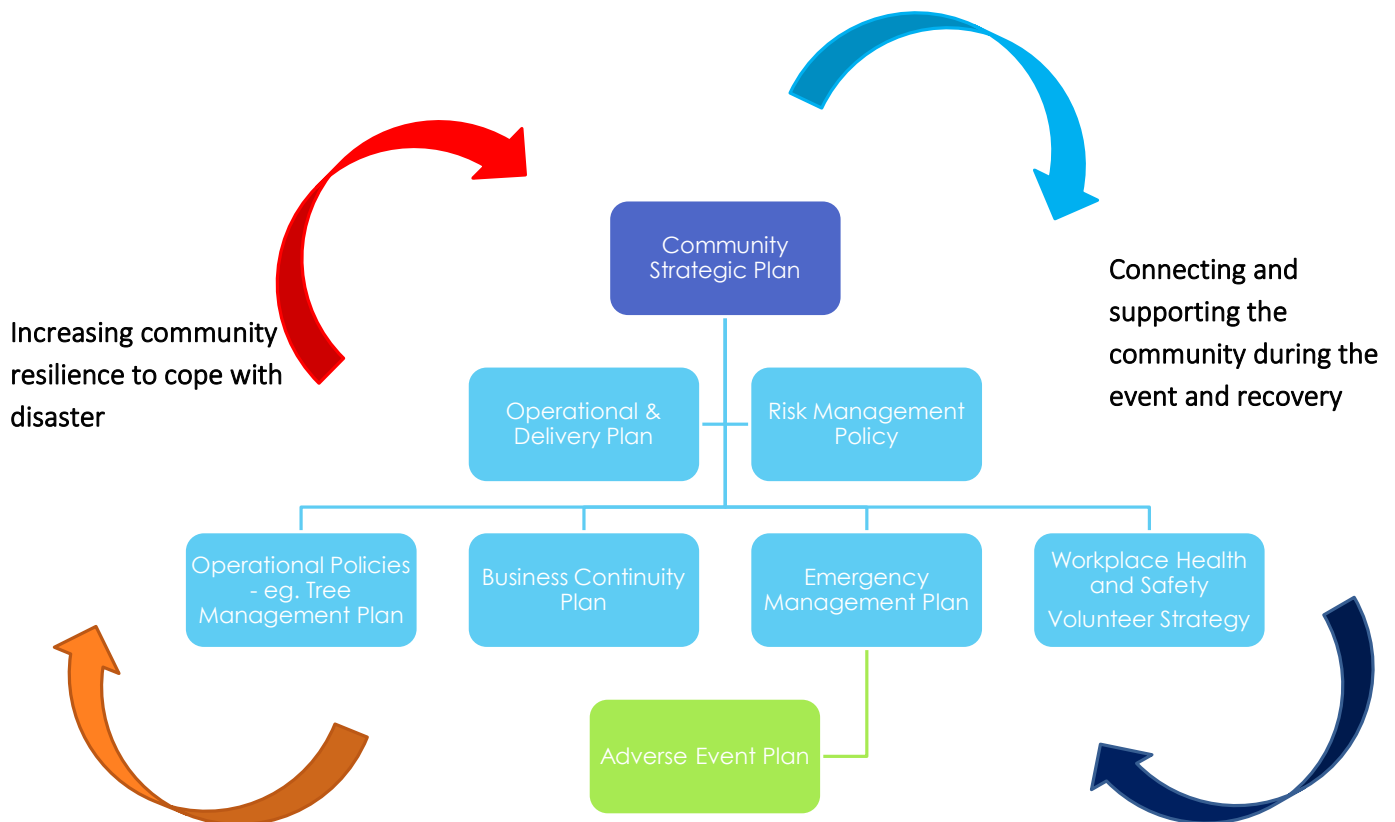 Community
Strategic Plan
Connecting and
supporting the
community during the
event and recovery
Increasing community
resilience to cope with
disaster
Operational &
Delivery Plan
Risk Management
Policy
Operational Policies
- eg. Tree
Management Plan
Business Continuity
Plan
Emergency
Management Plan
Workplace Health
and Safety
Volunteer Strategy
Adverse Event Plan